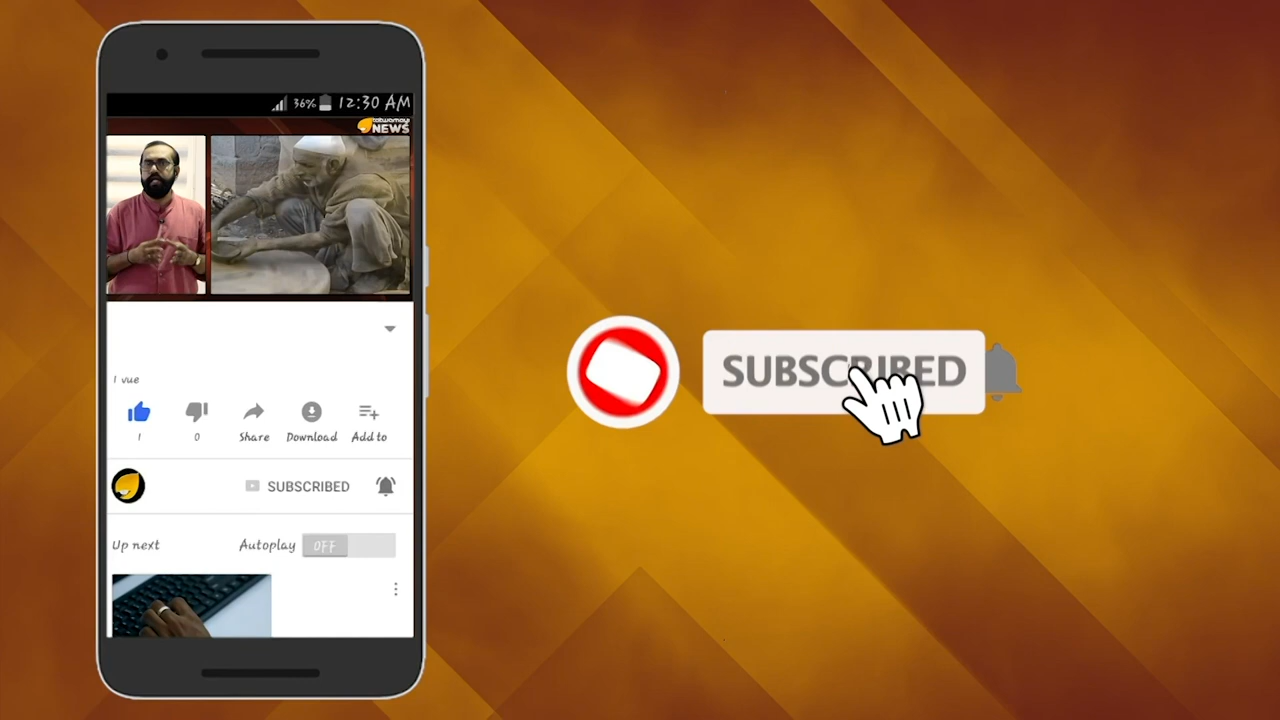 36% 12:30 AM
tatwamayi
NEWS
1 vue
1
0
Share
Download
Add to
SUBSCRIBED
Up next
Autoplay
OFF
SUBSCRIBED